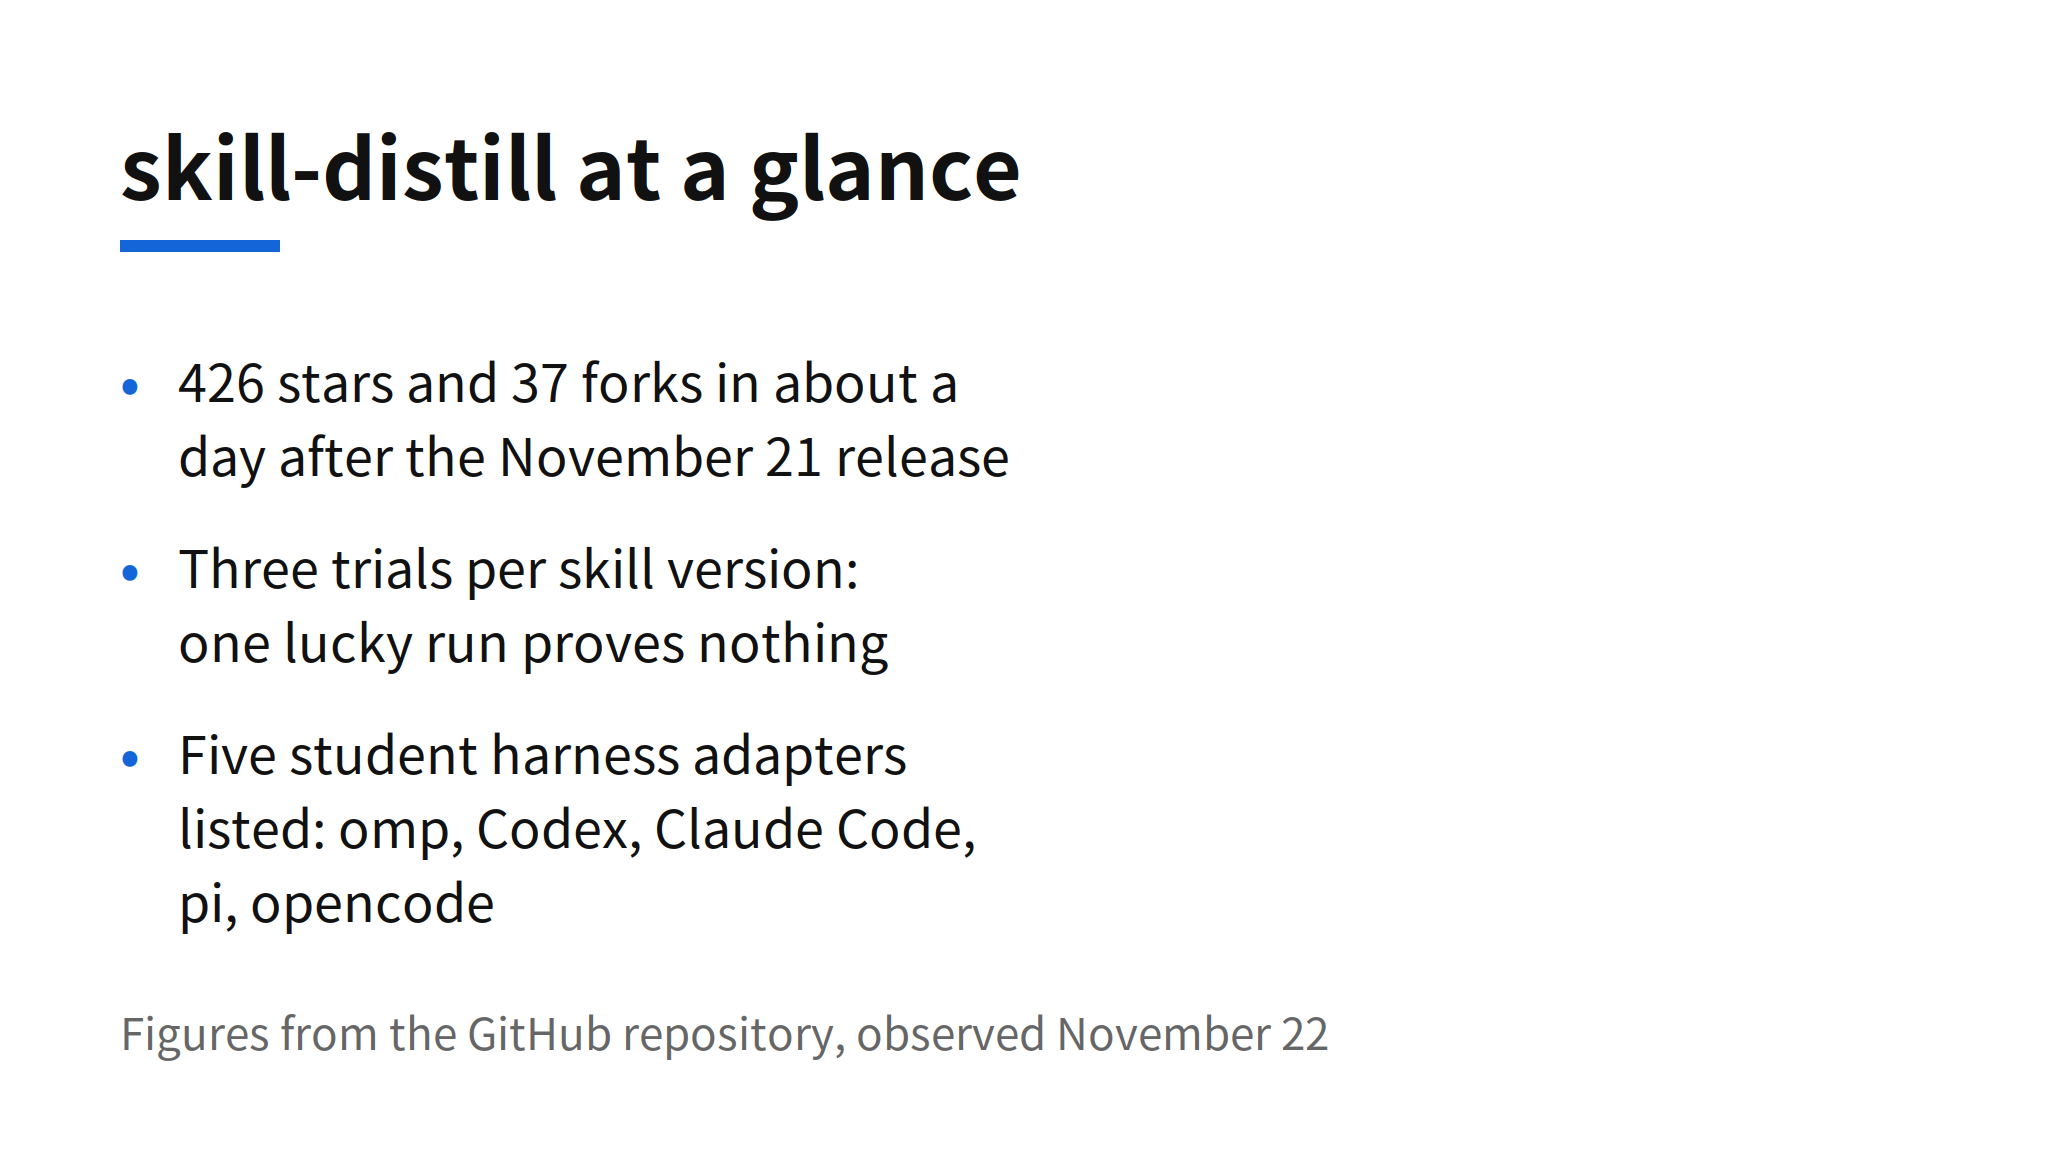 skill-distill at a glance
• 426 stars and 37 forks in about a
day after the November 21 release
• Three trials per skill version:
one lucky run proves nothing
• Five student harness adapters
listed: omp, Codex, Claude Code,
pi, opencode
Figures from the GitHub repository, observed November 22